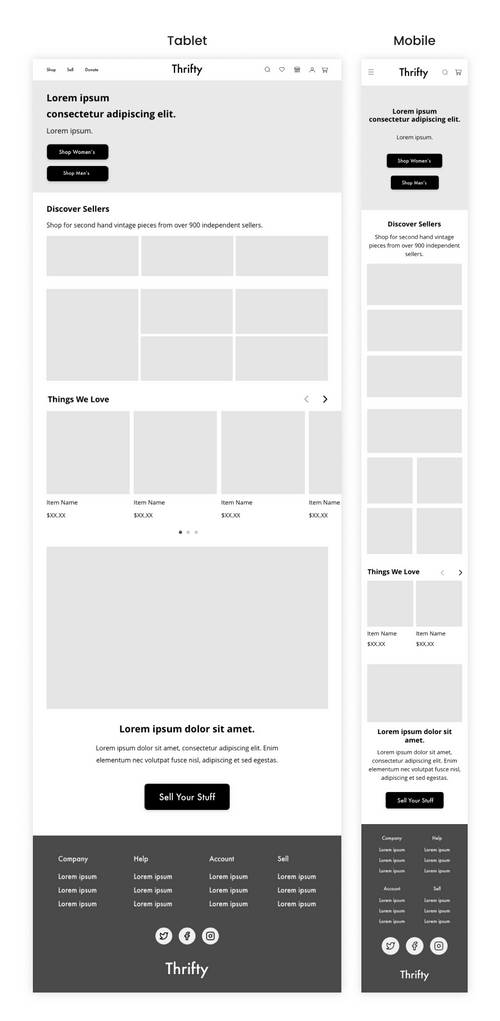 Tablet
Shop Sell Donate Thrifty
Lorem ipsum
consectetur adipiscing elit.
Lorem ipsum.
Shop Women's
Shop Men's
Discover Sellers
Shop for second hand vintage pieces from over 900 independent sellers.
Things We Love
Item Name Item Name Item Name Item Name
$XX.XX $XX.XX $XX.XX $XX.XX
Lorem ipsum dolor sit amet.
Lorem ipsum dolor sit amet, consectetur adipiscing elit. Enim
elementum nec volutpat fusce nisl, adipiscing et sed egestas.
Sell Your Stuff
Company Help Account Sell
Lorem ipsum Lorem ipsum Lorem ipsum Lorem ipsum
Lorem ipsum Lorem ipsum Lorem ipsum Lorem ipsum
Lorem ipsum Lorem ipsum Lorem ipsum Lorem ipsum
Thrifty
Mobile
Thrifty
Lorem ipsum
consectetur adipiscing elit.
Lorem ipsum.
Shop Women's
Shop Men's
Discover Sellers
Shop for second hand vintage
pieces from over 900 independent
sellers.
Things We Love
Item Name Item Name
$XX.XX $XX.XX
Lorem ipsum dolor sit
amet.
Lorem ipsum dolor sit amet,
consectetur adipiscing elit. Enim
elementum nec volutpat fusce nisl,
adipiscing et sed egestas.
Sell Your Stuff
Company Help
Lorem ipsum Lorem ipsum
Lorem ipsum Lorem ipsum
Lorem ipsum Lorem ipsum
Account Sell
Lorem ipsum Lorem ipsum
Lorem ipsum Lorem ipsum
Lorem ipsum Lorem ipsum
Thrifty